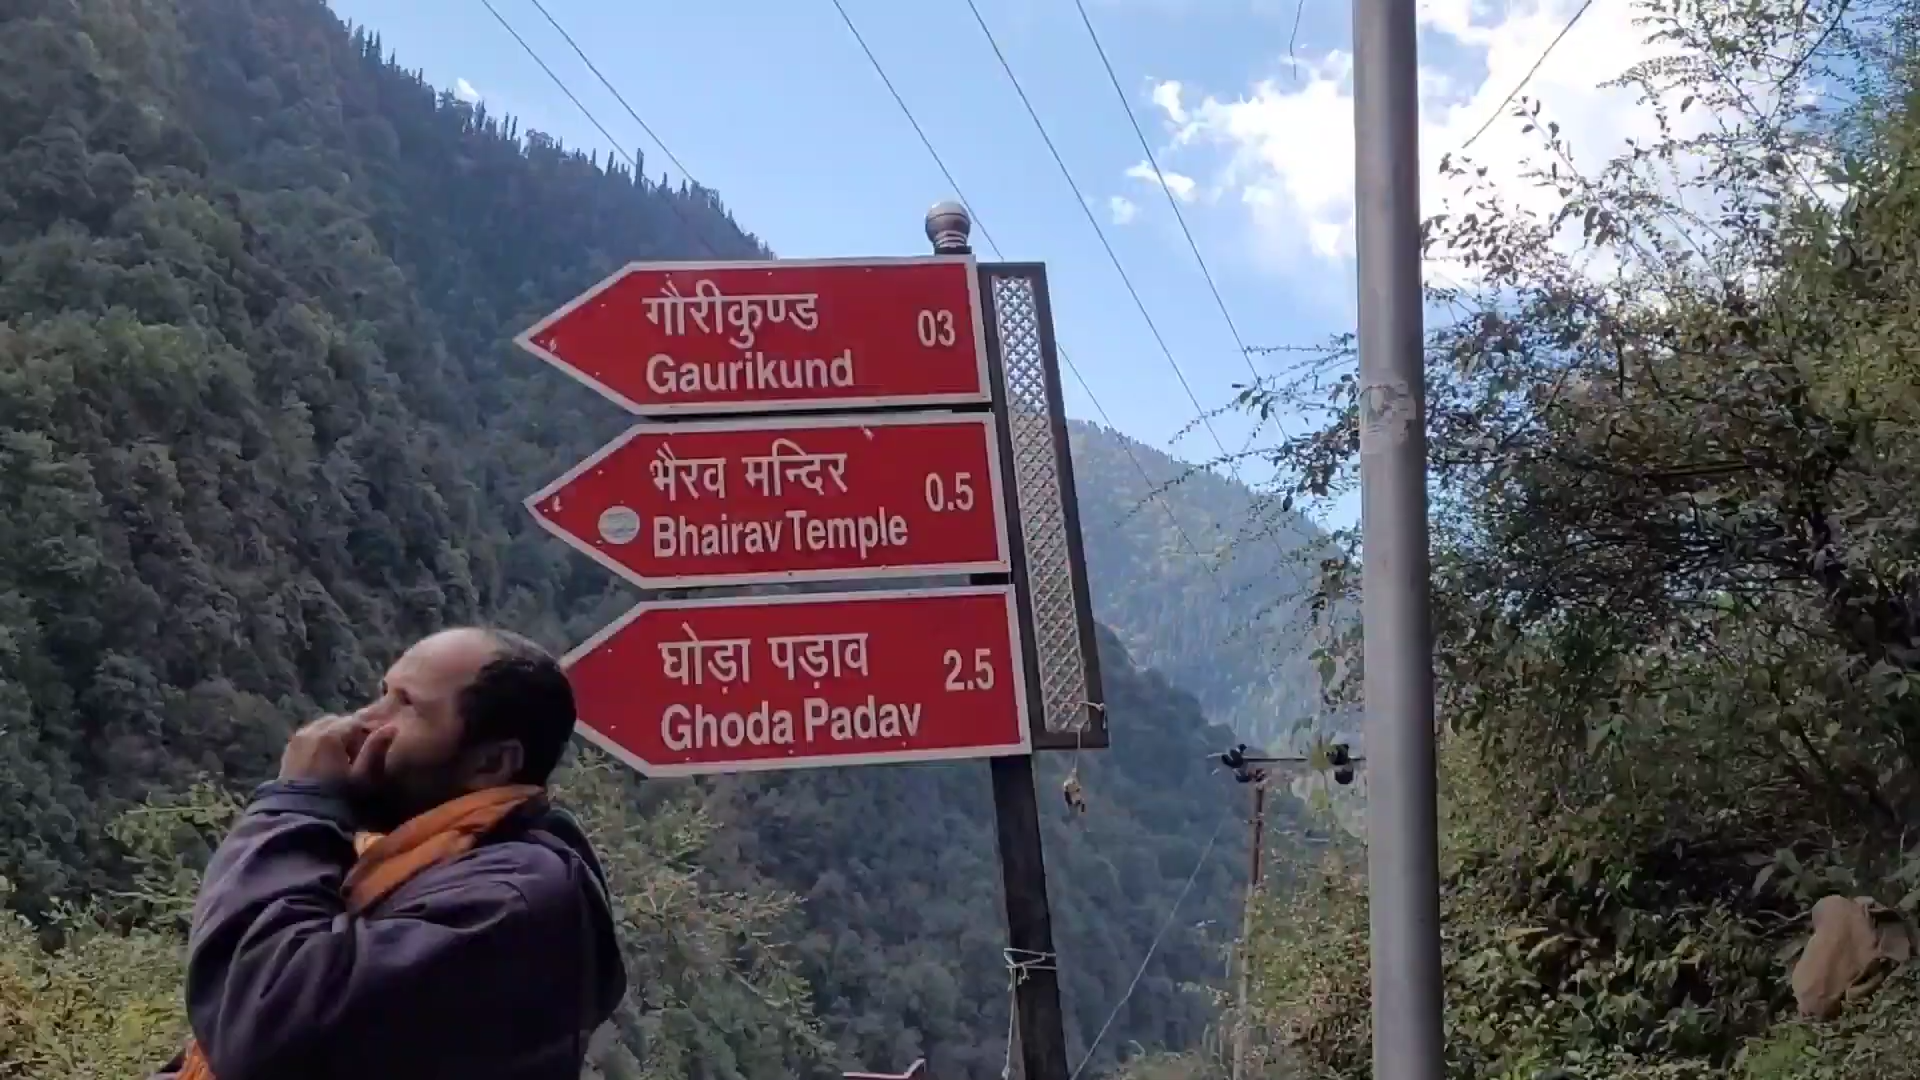 गौरीकुण्ड 03
Gaurikund
भैरव मन्दिर 0.5
Bhairav Temple
घोड़ा पड़ाव 2.5
Ghoda Padav